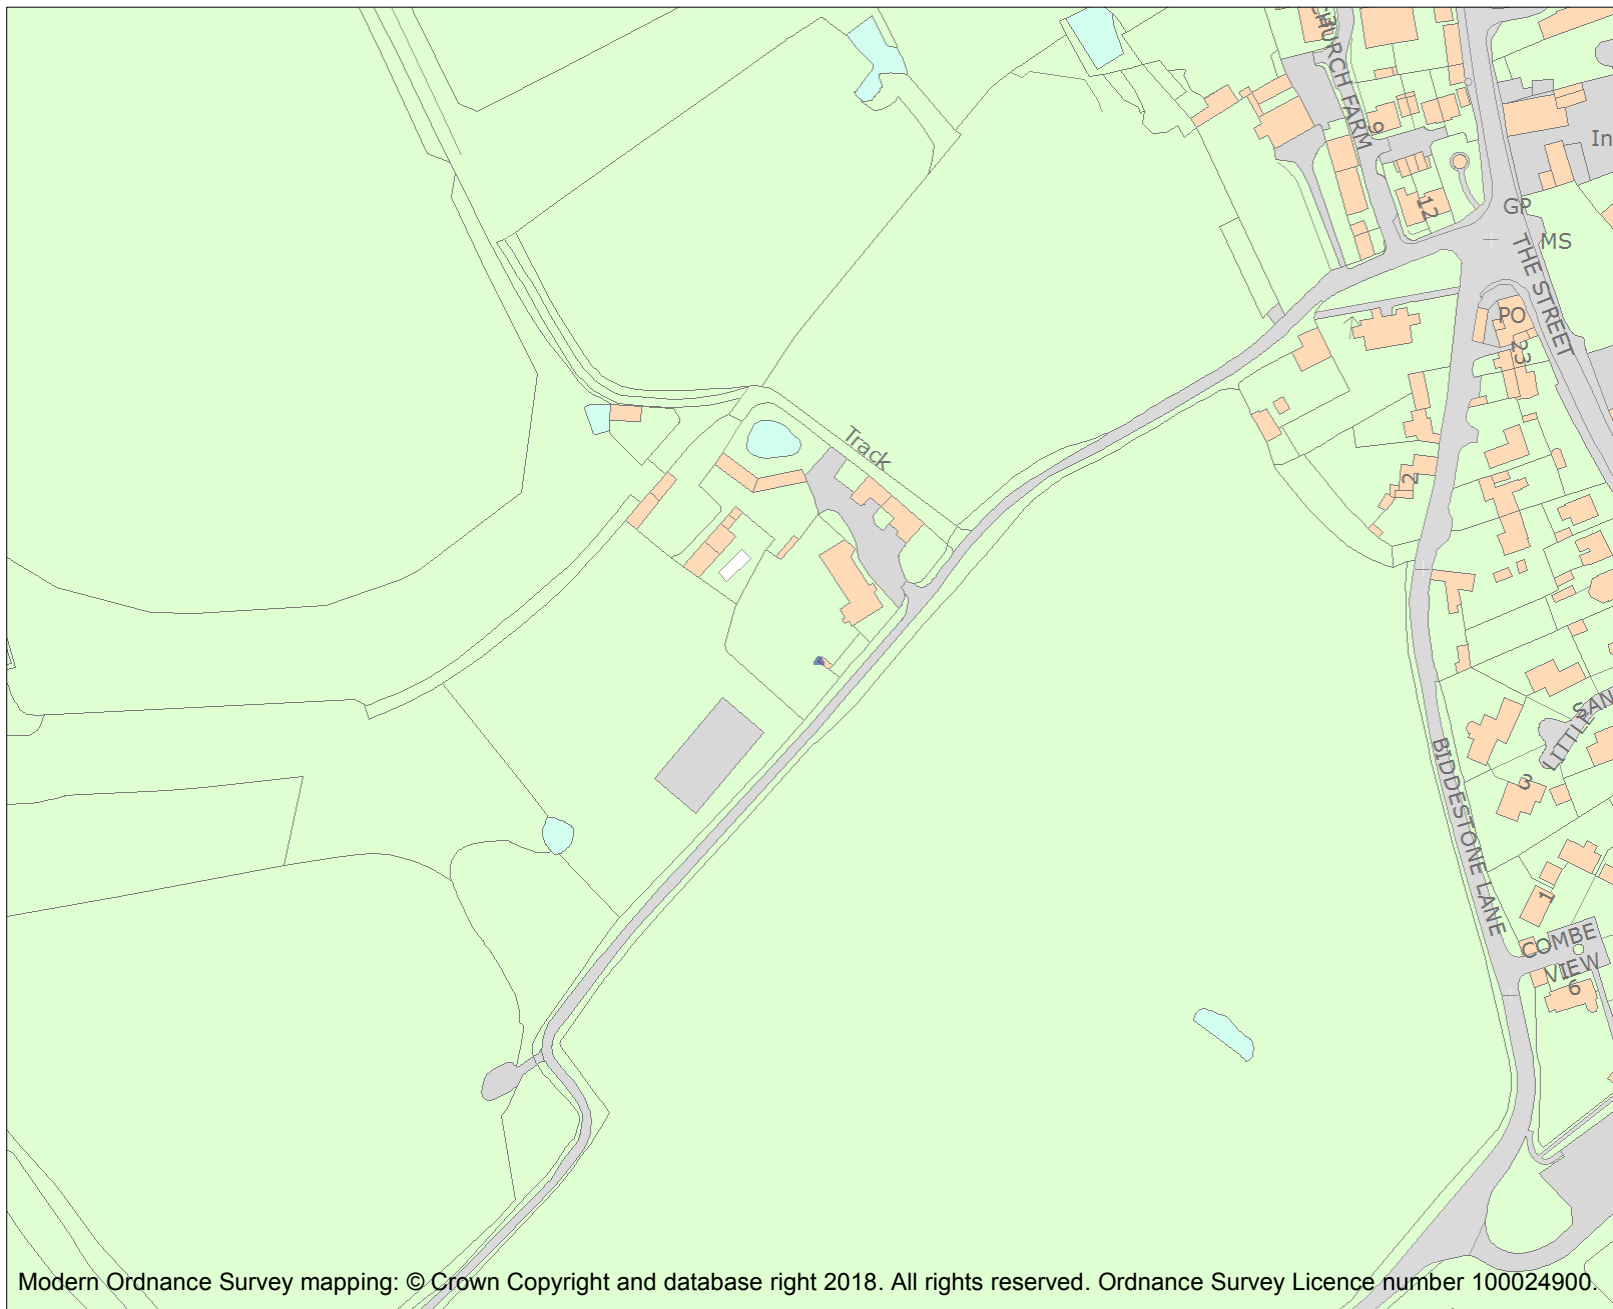 CHURCH FARM
9
12
In
GP
MS
THE STREET
PO
23
Track
2
LITTLE
SAN
3
BIDDESTONE LANE
1
COMBE
VIEW
6
Modern Ordnance Survey mapping: © Crown Copyright and database right 2018. All rights reserved. Ordnance Survey Licence number 100024900.